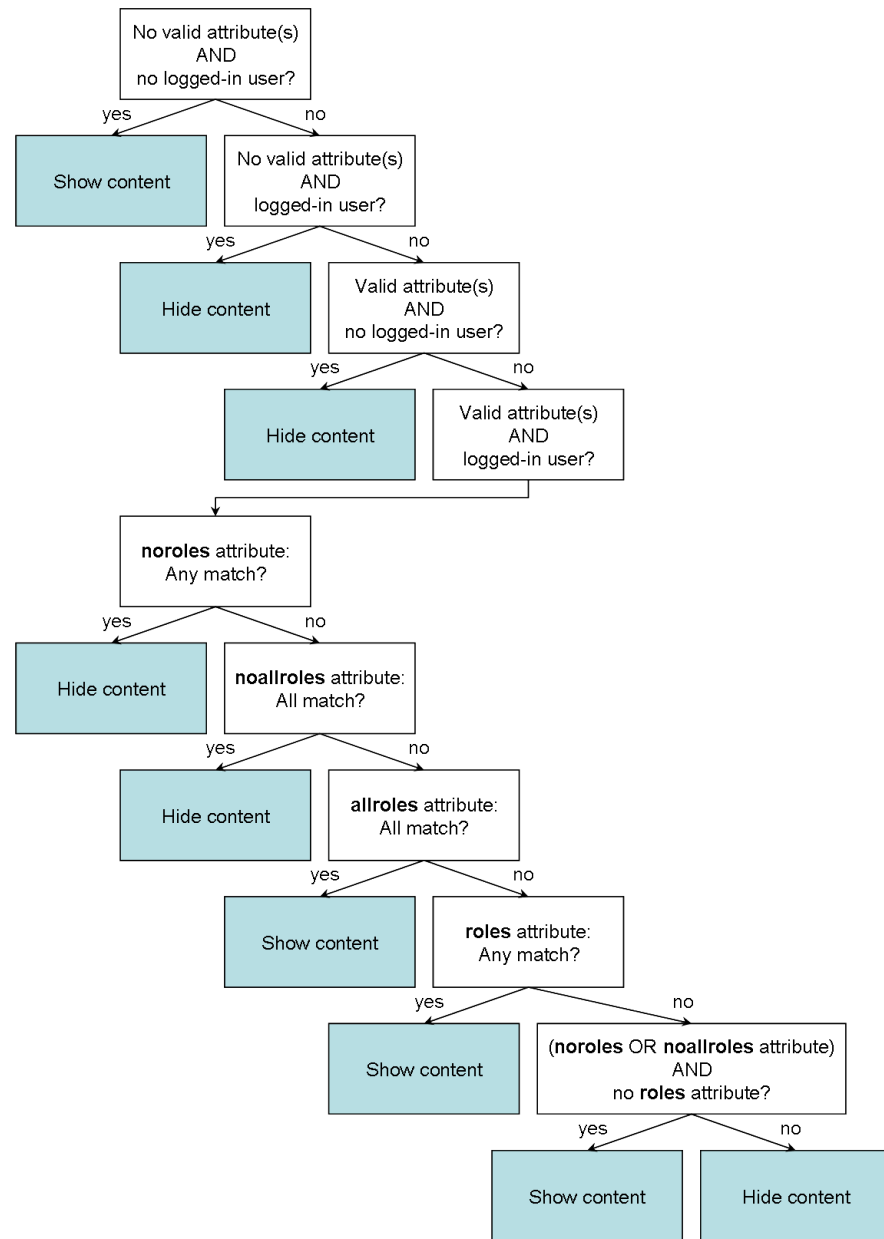 No valid attribute(s)
AND
no logged-in user?
yes
no
Show content
No valid attribute(s)
AND
logged-in user?
yes
no
Hide content
Valid attribute(s)
AND
no logged-in user?
yes
no
Hide content
Valid attribute(s)
AND
logged-in user?
noroles attribute:
Any match?
yes
no
Hide content
noallroles attribute:
All match?
yes
no
Hide content
allroles attribute:
All match?
yes
no
Show content
roles attribute:
Any match?
yes
no
Show content
(noroles OR noallroles attribute)
AND
no roles attribute?
yes
no
Show content
Hide content